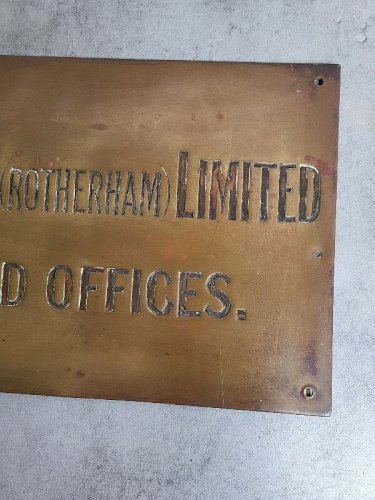 (ROTHERHAM) LIMITED
D OFFICES.